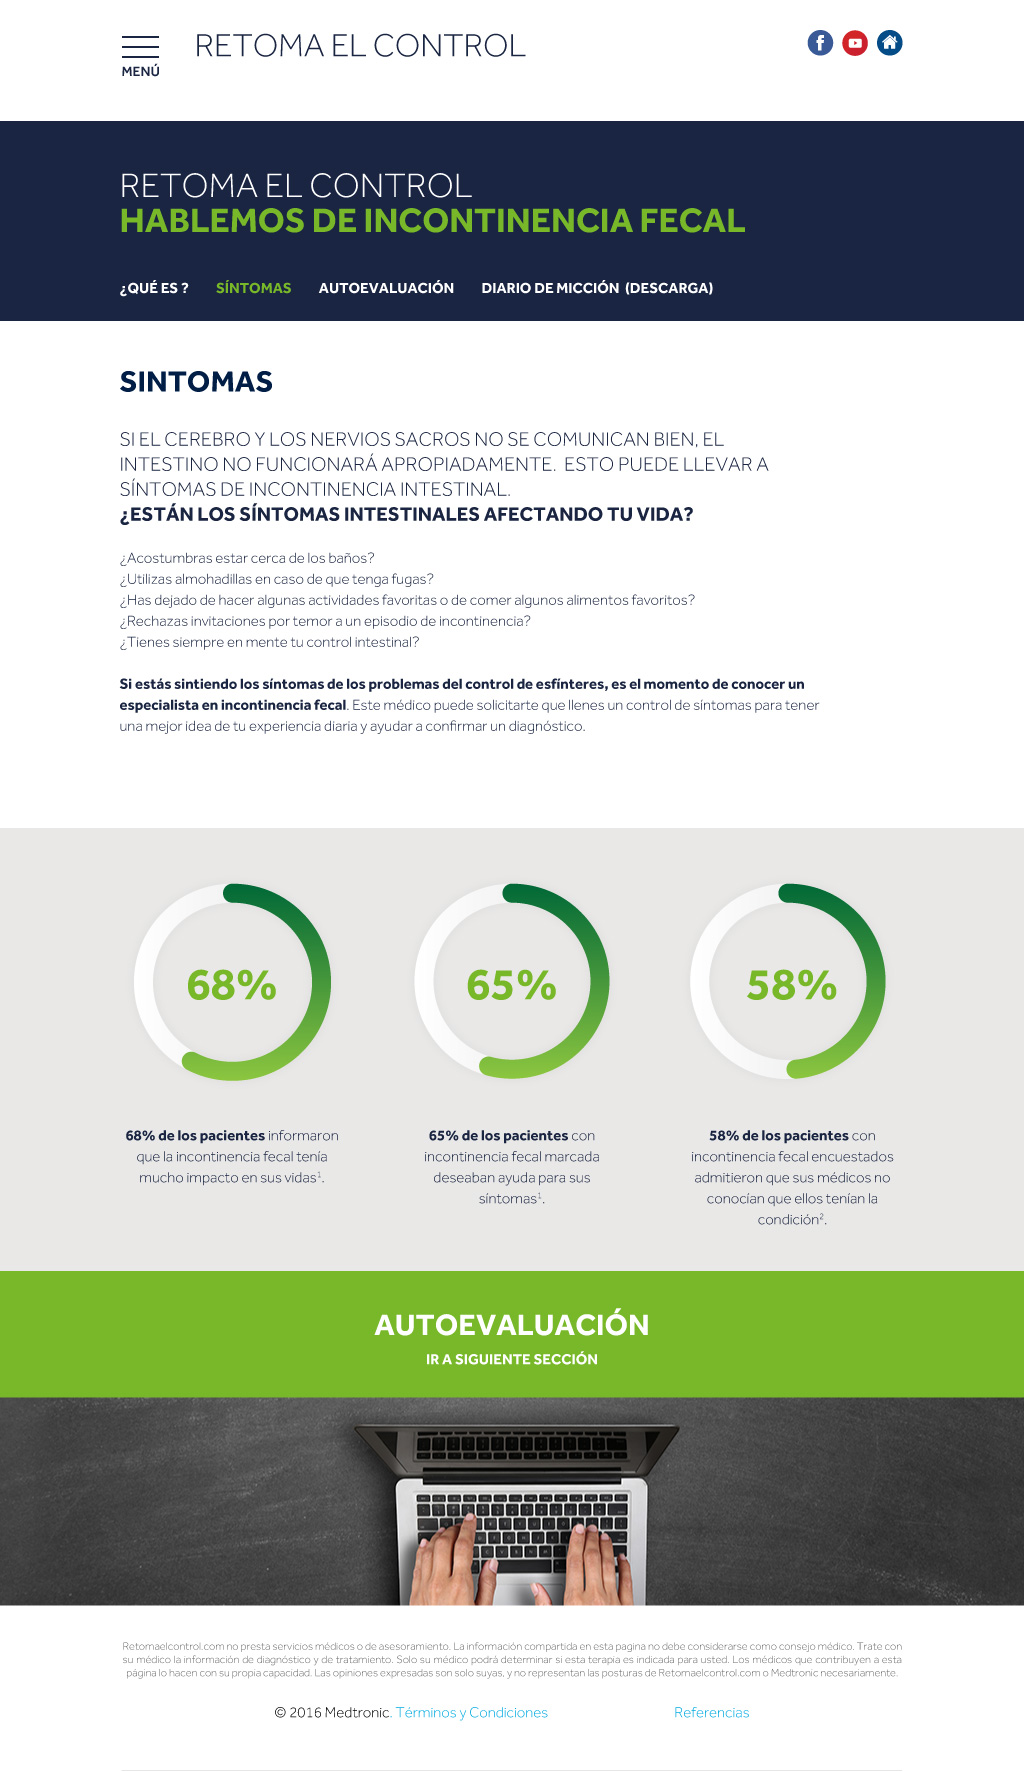 RETOMA EL CONTROL
MENÚ
RETOMA EL CONTROL
HABLEMOS DE INCONTINENCIA FECAL
¿QUÉ ES ? SÍNTOMAS AUTOEVALUACIÓN DIARIO DE MICCIÓN (DESCARGA)
SINTOMAS
SI EL CEREBRO Y LOS NERVIOS SACROS NO SE COMUNICAN BIEN, EL
INTESTINO NO FUNCIONARÁ APROPIADAMENTE. ESTO PUEDE LLEVAR A
SÍNTOMAS DE INCONTINENCIA INTESTINAL.
¿ESTÁN LOS SÍNTOMAS INTESTINALES AFECTANDO TU VIDA?
¿Acostumbras estar cerca de los baños?
¿Utilizas almohadillas en caso de que tenga fugas?
¿Has dejado de hacer algunas actividades favoritas o de comer algunos alimentos favoritos?
¿Rechazas invitaciones por temor a un episodio de incontinencia?
¿Tienes siempre en mente tu control intestinal?
Si estás sintiendo los síntomas de los problemas del control de esfínteres, es el momento de conocer un
especialista en incontinencia fecal. Este médico puede solicitarte que llenes un control de síntomas para tener
una mejor idea de tu experiencia diaria y ayudar a confirmar un diagnóstico.
68%
68% de los pacientes informaron
que la incontinencia fecal tenía
mucho impacto en sus vidas¹.
65%
65% de los pacientes con
incontinencia fecal marcada
deseaban ayuda para sus
síntomas¹.
58%
58% de los pacientes con
incontinencia fecal encuestados
admitieron que sus médicos no
conocían que ellos tenían la
condición².
AUTOEVALUACIÓN
IR A SIGUIENTE SECCIÓN
Retomaelcontrol.com no presta servicios médicos o de asesoramiento. La información compartida en esta pagina no debe considerarse como consejo médico. Trate con
su médico la información de diagnóstico y de tratamiento. Solo su médico podrá determinar si esta terapia es indicada para usted. Los médicos que contribuyen a esta
página lo hacen con su propia capacidad. Las opiniones expresadas son solo suyas, y no representan las posturas de Retomaelcontrol.com o Medtronic necesariamente.
© 2016 Medtronic. Términos y Condiciones Referencias